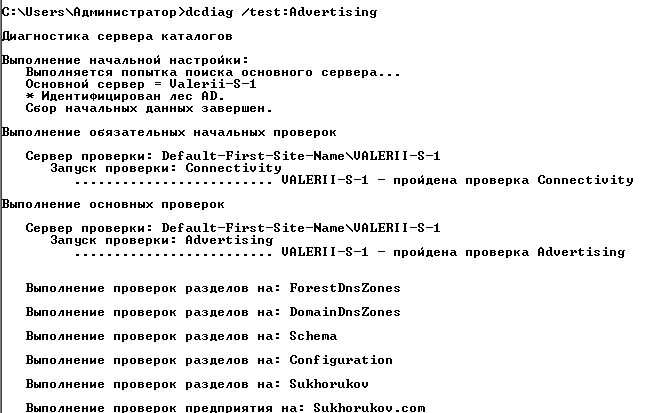 C:\Users\Администратор>dcdiag /test:Advertising
Диагностика сервера каталогов
Выполнение начальной настройки:
Выполняется попытка поиска основного сервера...
Основной сервер = Valerii-S-1
* Идентифицирован лес AD.
Сбор начальных данных завершен.
Выполнение обязательных начальных проверок
Сервер проверки: Default-First-Site-Name\VALERII-S-1
Запуск проверки: Connectivity
......................... VALERII-S-1 - пройдена проверка Connectivity
Выполнение основных проверок
Сервер проверки: Default-First-Site-Name\VALERII-S-1
Запуск проверки: Advertising
......................... VALERII-S-1 - пройдена проверка Advertising
Выполнение проверок разделов на: ForestDnsZones
Выполнение проверок разделов на: DomainDnsZones
Выполнение проверок разделов на: Schema
Выполнение проверок разделов на: Configuration
Выполнение проверок разделов на: Sukhorukov
Выполнение проверок предприятия на: Sukhorukov.com